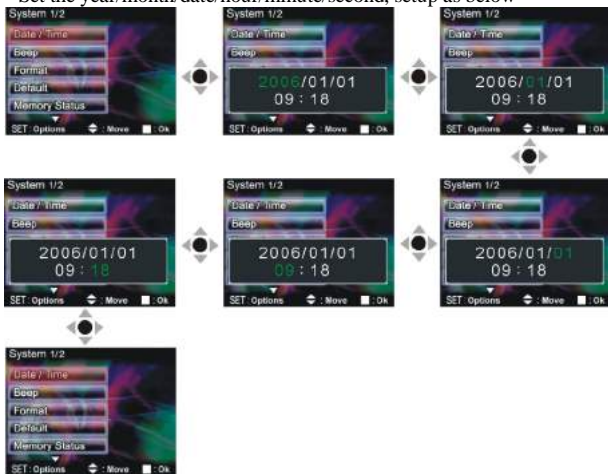 Set the year/month/date/hour/minute/second, setup as below
System 1/2
Date / Time
Beep
Format
Default
Memory Status
SET:Options : Move : Ok
System 1/2
Date / Time
Beep
2006/01/01
09 : 18
SET:Options : Move : Ok
System 1/2
Date / Time
Beep
2006/01/01
09 : 18
SET:Options : Move : Ok
System 1/2
Date / Time
Beep
2006/01/01
09 : 18
SET:Options : Move : Ok
System 1/2
Date / Time
Beep
2006/01/01
09 : 18
SET:Options : Move : Ok
System 1/2
Date / Time
Beep
2006/01/01
09 : 18
SET:Options : Move : Ok
System 1/2
Date / Time
Beep
Format
Default
Memory Status
SET:Options : Move : Ok